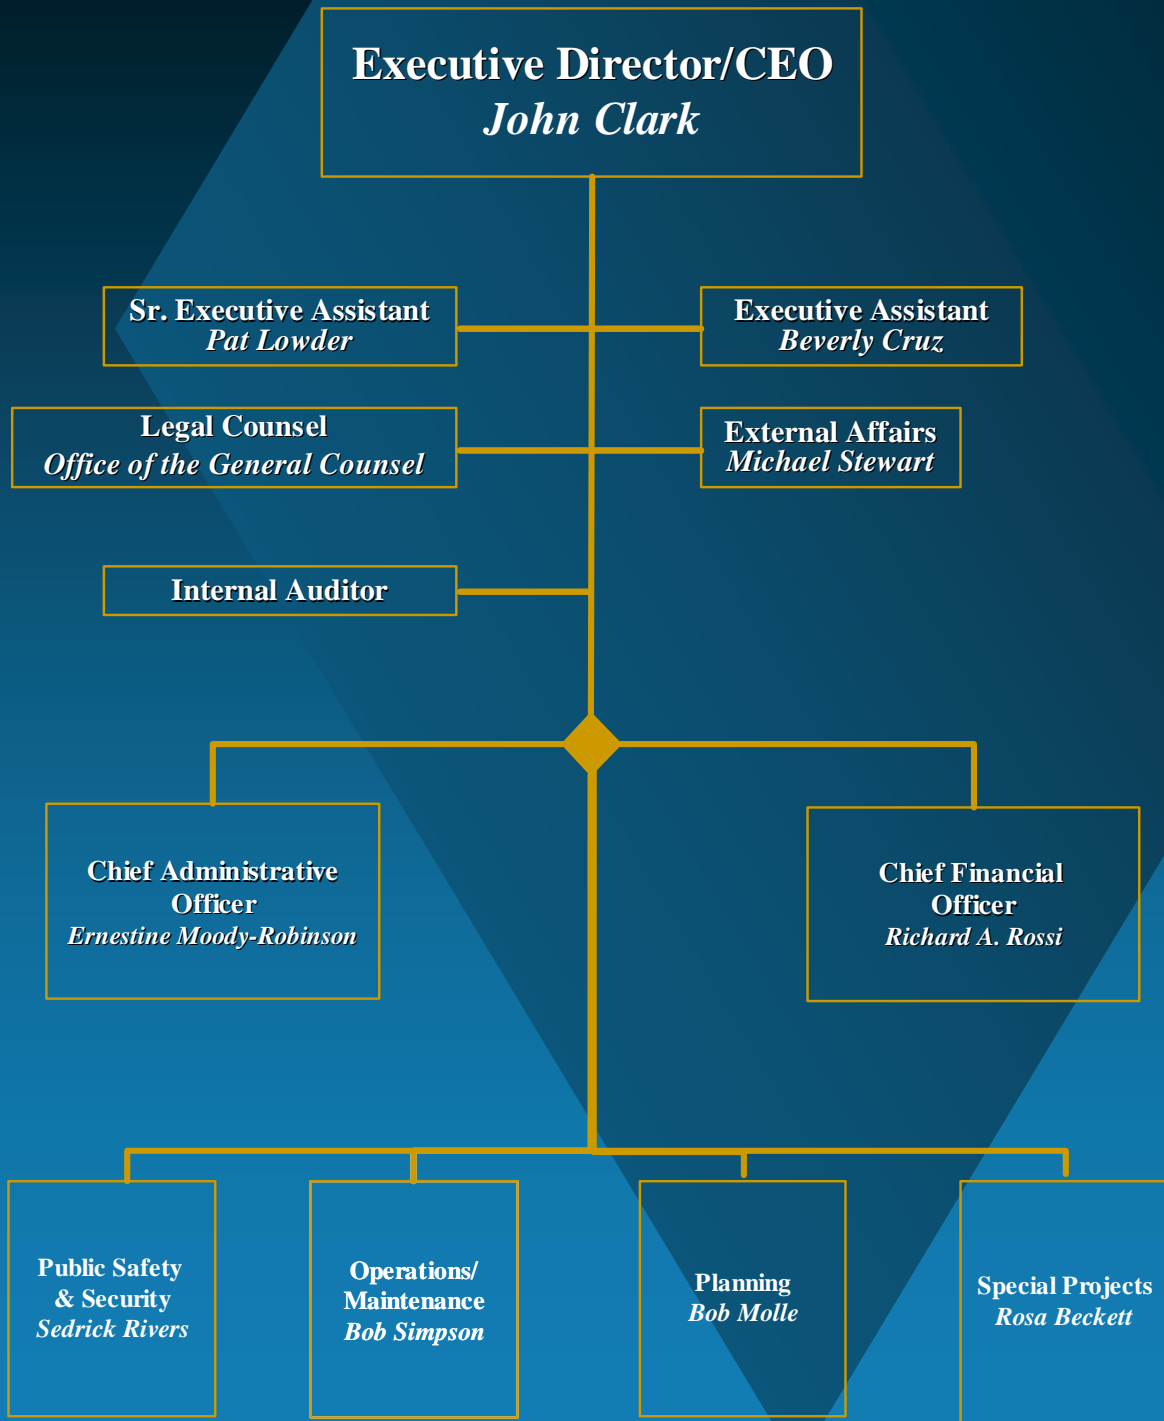 Executive Director/CEO
John Clark
Sr. Executive Assistant
Pat Lowder
Executive Assistant
Beverly Cruz
Legal Counsel
Office of the General Counsel
External Affairs
Michael Stewart
Internal Auditor
Chief Administrative
Officer
Ernestine Moody-Robinson
Chief Financial
Officer
Richard A. Rossi
Public Safety
& Security
Sedrick Rivers
Operations/
Maintenance
Bob Simpson
Planning
Bob Molle
Special Projects
Rosa Beckett